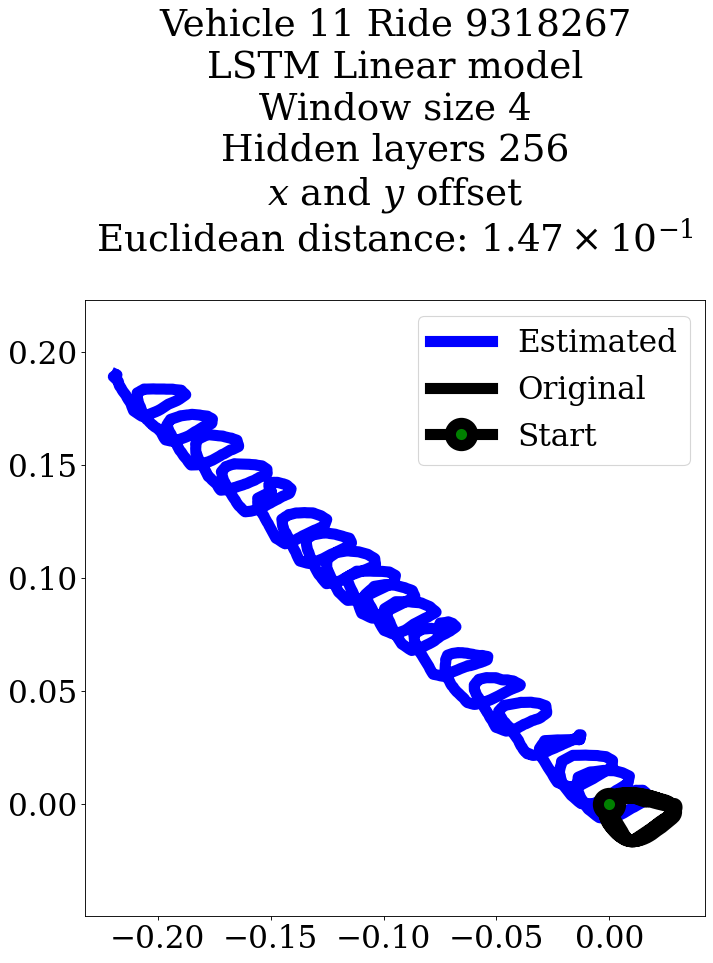 Vehicle 11 Ride 9318267
LSTM Linear model
Window size 4
Hidden layers 256
x and y offset
Euclidean distance: 1.47 × 10⁻¹
Estimated
Original
Start
0.20
0.15
0.10
0.05
0.00
−0.20 −0.15 −0.10 −0.05 0.00